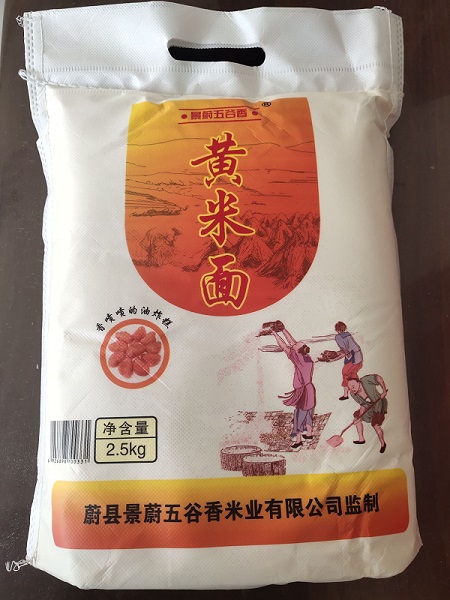 ·景蔚五谷香· ®
黄米面
香喷喷的油炸糕
净含量
2.5kg
蔚县景蔚五谷香米业有限公司监制